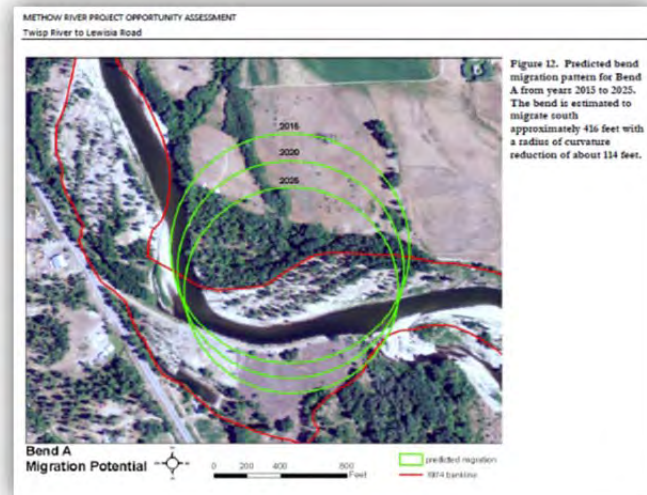 METHOW RIVER PROJECT OPPORTUNITY ASSESSMENT
Twisp River to Lewisia Road
Figure 12. Predicted bend
migration pattern for Bend
A from years 2015 to 2025.
The bend is estimated to
migrate south
approximately 416 feet with
a radius of curvature
reduction of about 114 feet.
2015
2020
2025
Bend A
Migration Potential
0 200 400 800
Feet
predicted migration
1974 bankline